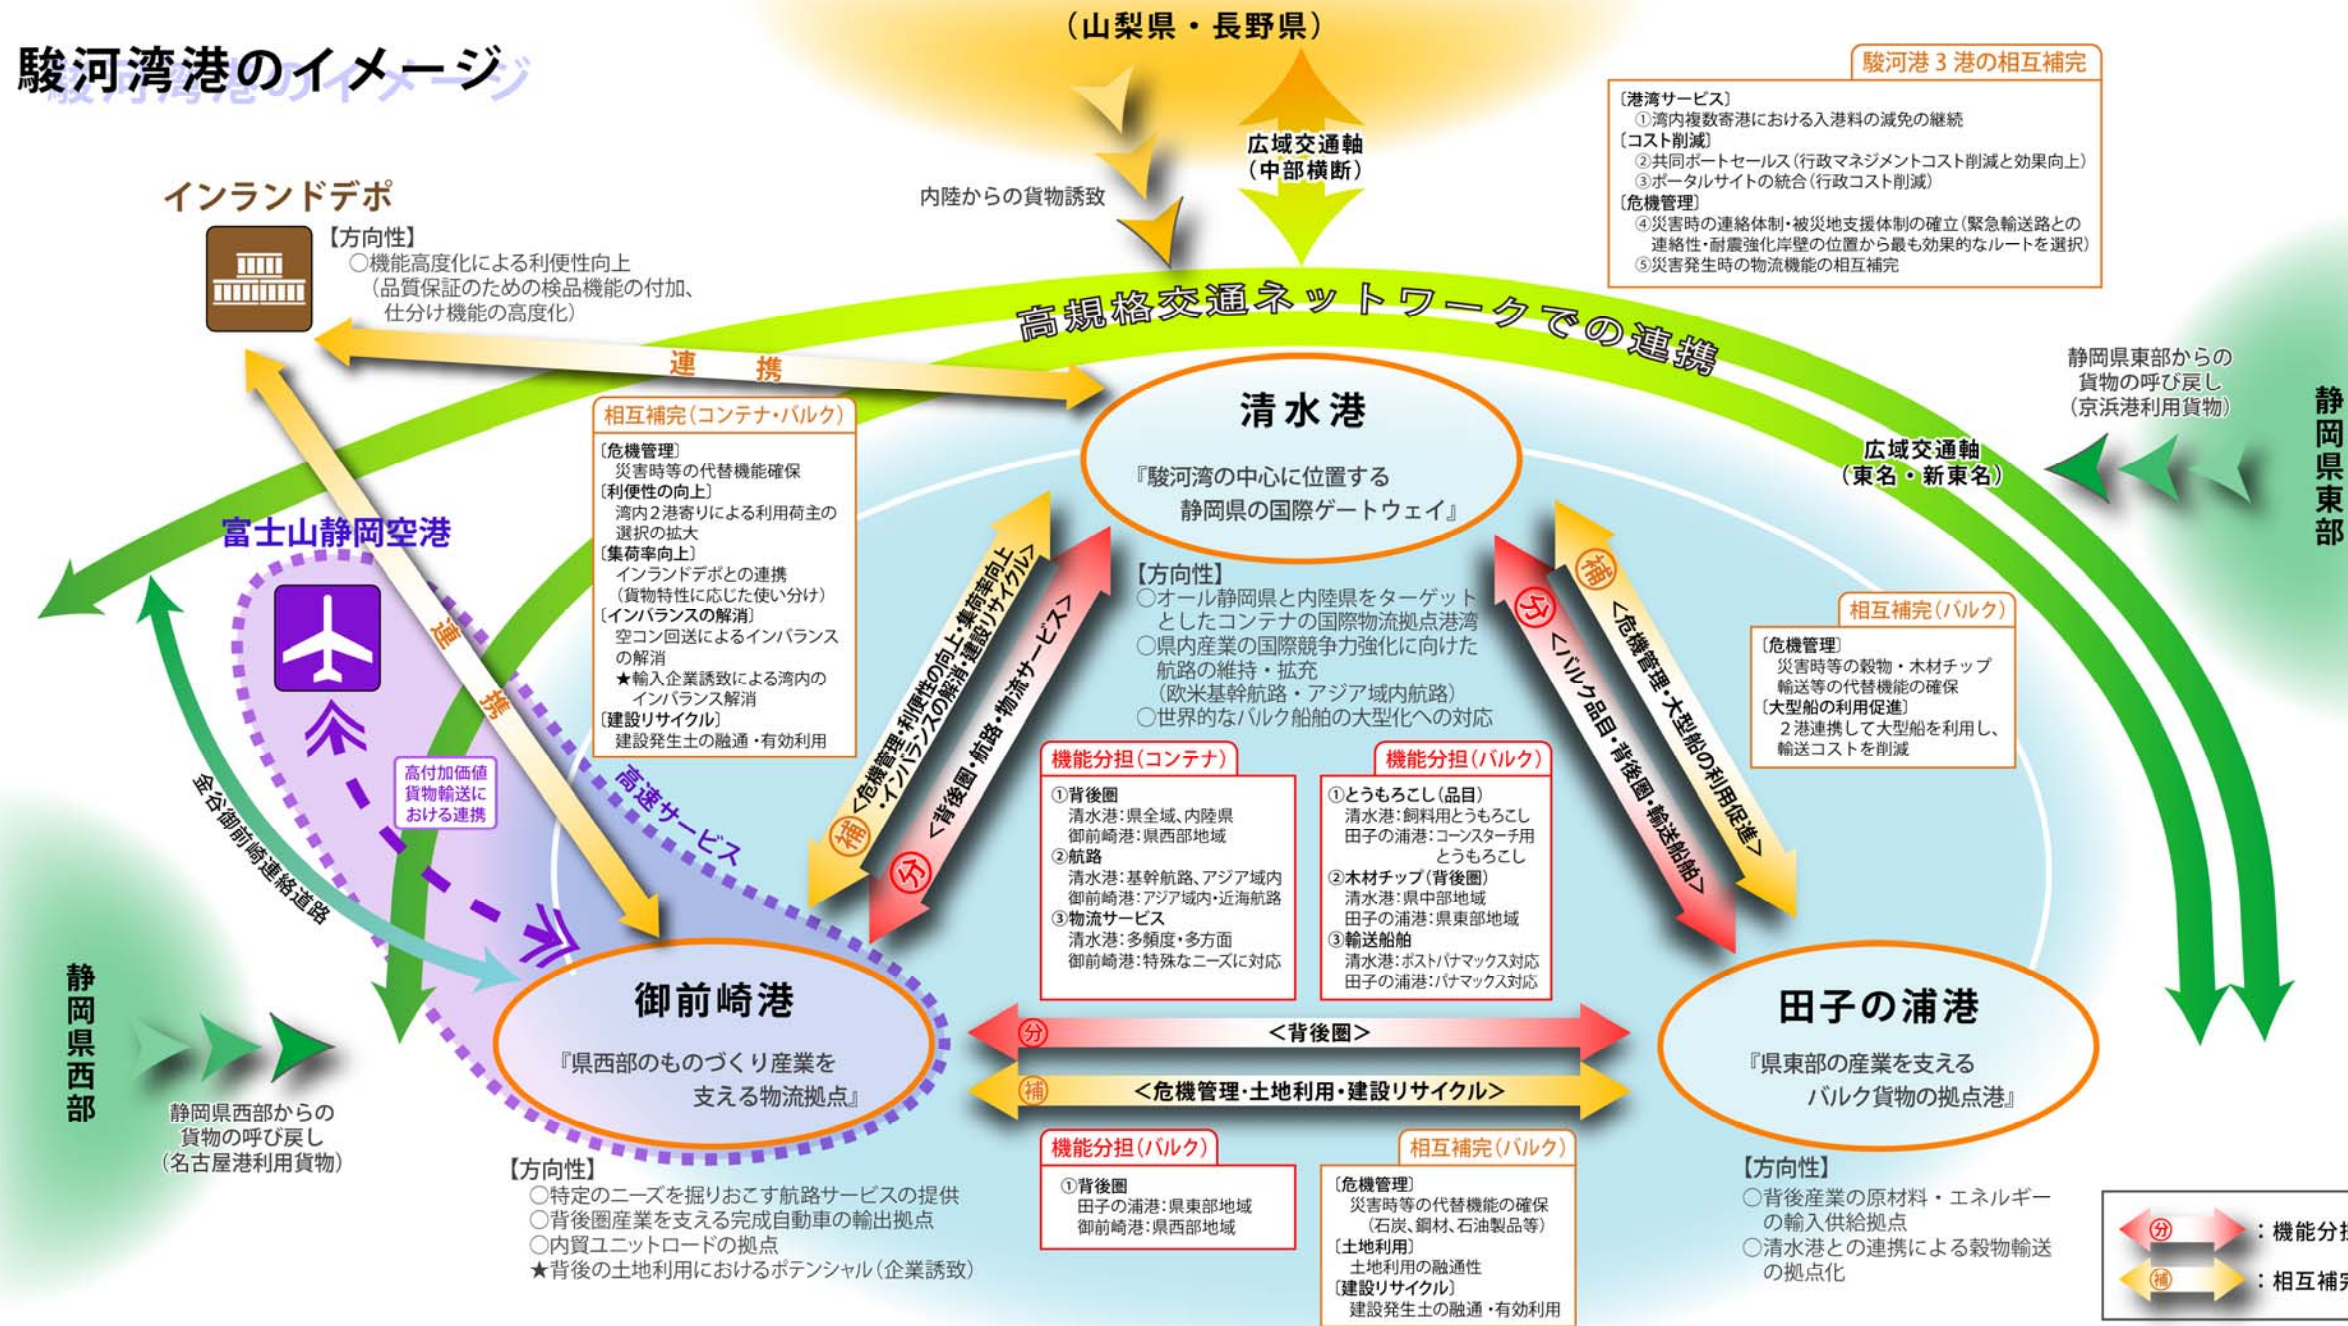 駿河湾港のイメージ
（山梨県・長野県）
内陸からの貨物誘致
広域交通軸
（中部横断）
駿河港３港の相互補完
〔港湾サービス〕
①湾内複数寄港における入港料の減免の継続
〔コスト削減〕
②共同ポートセールス（行政マネジメントコスト削減と効果向上）
③ポータルサイトの統合（行政コスト削減）
〔危機管理〕
④災害時の連絡体制・被災地支援体制の確立（緊急輸送路との
連絡性・耐震強化岸壁の位置から最も効果的なルートを選択）
⑤災害発生時の物流機能の相互補完
インランドデポ
【方向性】
○機能高度化による利便性向上
（品質保証のための検品機能の付加、
仕分け機能の高度化）
高規格交通ネットワークでの連携
連携
静岡県東部からの
貨物の呼び戻し
（京浜港利用貨物）
静岡県東部
広域交通軸
（東名・新東名）
清水港
『駿河湾の中心に位置する
静岡県の国際ゲートウェイ』
【方向性】
○オール静岡県と内陸県をターゲット
としたコンテナの国際物流拠点港湾
○県内産業の国際競争力強化に向けた
航路の維持・拡充
（欧米基幹航路・アジア域内航路）
○世界的なバルク船舶の大型化への対応
相互補完（コンテナ・バルク）
〔危機管理〕
災害時等の代替機能確保
〔利便性の向上〕
湾内２港寄りによる利用荷主の
選択の拡大
〔集荷率向上〕
インランドデポとの連携
（貨物特性に応じた使い分け）
〔インバランスの解消〕
空コン回送によるインバランス
の解消
★輸入企業誘致による湾内の
インバランス解消
〔建設リサイクル〕
建設発生土の融通・有効利用
富士山静岡空港
連携
高付加価値
貨物輸送に
おける連携
高速サービス
金谷御前崎連絡道路
補
＜危機管理・利便性の向上・集荷率向上
・インバランスの解消・建設リサイクル＞
分
＜背後圏・航路・物流サービス＞
分
＜バルク品目・背後圏・輸送船舶＞
補
＜危機管理・大型船の利用促進＞
相互補完（バルク）
〔危機管理〕
災害時等の穀物・木材チップ
輸送等の代替機能の確保
〔大型船の利用促進〕
２港連携して大型船を利用し、
輸送コストを削減
機能分担（コンテナ）
①背後圏
清水港：県全域、内陸県
御前崎港：県西部地域
②航路
清水港：基幹航路、アジア域内
御前崎港：アジア域内・近海航路
③物流サービス
清水港：多頻度・多方面
御前崎港：特殊なニーズに対応
機能分担（バルク）
①とうもろこし（品目）
清水港：飼料用とうもろこし
田子の浦港：コーンスターチ用
とうもろこし
②木材チップ（背後圏）
清水港：県中部地域
田子の浦港：県東部地域
③輸送船舶
清水港：ポストパナマックス対応
田子の浦港：パナマックス対応
静岡県西部
静岡県西部からの
貨物の呼び戻し
（名古屋港利用貨物）
御前崎港
『県西部のものづくり産業を
支える物流拠点』
【方向性】
○特定のニーズを掘りおこす航路サービスの提供
○背後圏産業を支える完成自動車の輸出拠点
○内貿ユニットロードの拠点
★背後の土地利用におけるポテンシャル（企業誘致）
分 ＜背後圏＞
補 ＜危機管理・土地利用・建設リサイクル＞
機能分担（バルク）
①背後圏
田子の浦港：県東部地域
御前崎港：県西部地域
相互補完（バルク）
〔危機管理〕
災害時等の代替機能の確保
（石炭、鋼材、石油製品等）
〔土地利用〕
土地利用の融通性
〔建設リサイクル〕
建設発生土の融通・有効利用
田子の浦港
『県東部の産業を支える
バルク貨物の拠点港』
【方向性】
○背後産業の原材料・エネルギー
の輸入供給拠点
○清水港との連携による穀物輸送
の拠点化
分 ：機能分担
補 ：相互補完